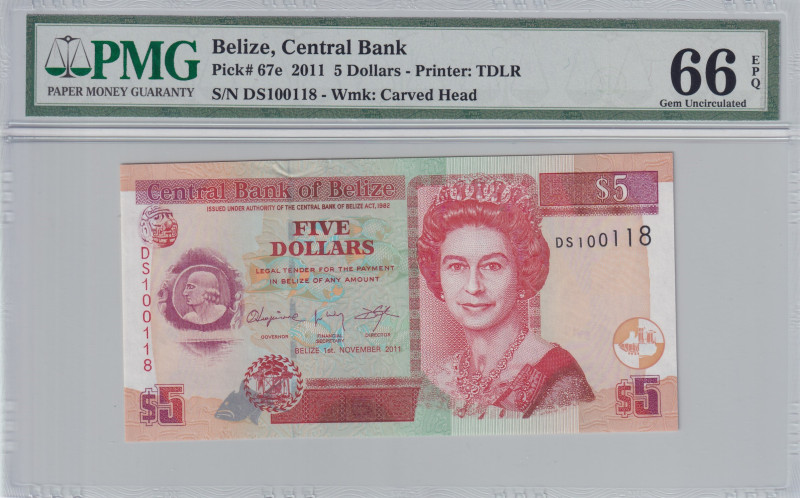 PMG
PAPER MONEY GUARANTY
Belize, Central Bank
Pick# 67e 2011 5 Dollars - Printer: TDLR
S/N DS100118 - Wmk: Carved Head
66 EPQ
Gem Uncirculated
Central Bank of Belize
$5
ISSUED UNDER AUTHORITY OF THE CENTRAL BANK OF BELIZE ACT, 1982
FIVE
DOLLARS
DS100118
LEGAL TENDER FOR THE PAYMENT
IN BELIZE OF ANY AMOUNT
DS100118
GOVERNOR
FINANCIAL SECRETARY
DIRECTOR
BELIZE 1st. NOVEMBER 2011
$5
$5